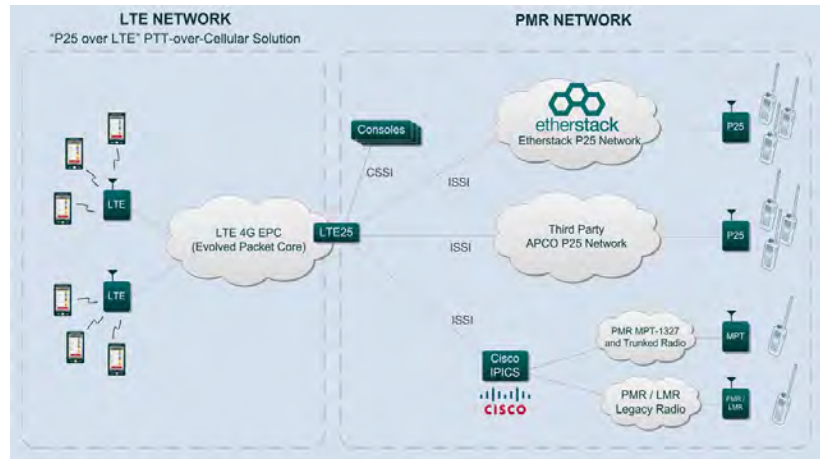 LTE NETWORK
"P25 over LTE" PTT-over-Cellular Solution
PMR NETWORK
LTE
LTE
LTE 4G EPC
(Evolved Packet Core)
LTE25
Consoles
CSSI
ISSI
ISSI
ISSI
etherstack
Etherstack P25 Network
P25
Third Party
APCO P25 Network
P25
Cisco
IPICS
CISCO
PMR MPT-1327
and Trunked Radio
MPT
PMR / LMR
Legacy Radio
PMR /
LMR